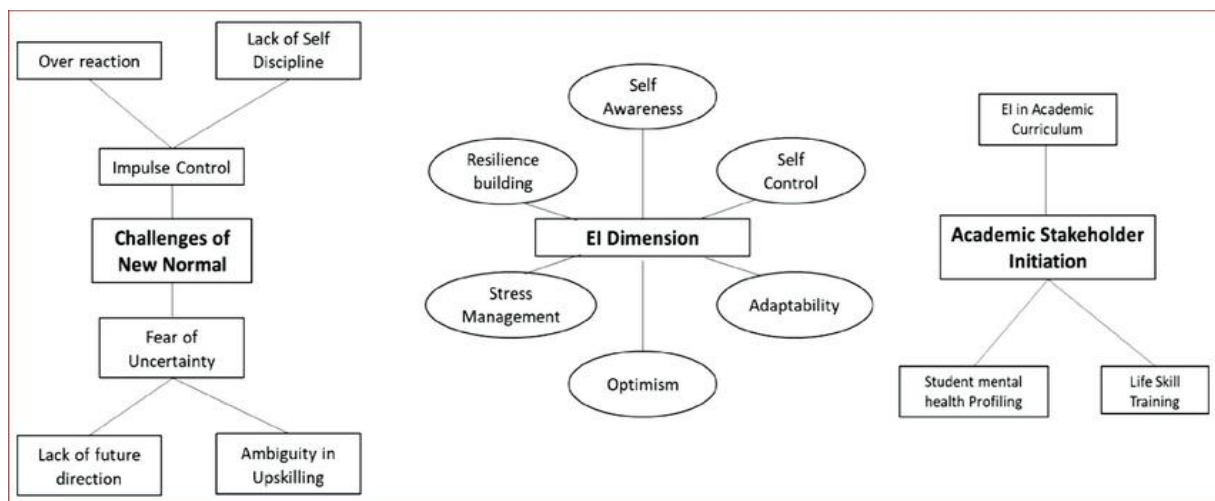 Over reaction
Lack of Self
Discipline
Impulse Control
Challenges of
New Normal
Fear of
Uncertainty
Lack of future
direction
Ambiguity in
Upskilling
Self
Awareness
Resilience
building
Self
Control
EI Dimension
Stress
Management
Adaptability
Optimism
EI in Academic
Curriculum
Academic Stakeholder
Initiation
Student mental
health Profiling
Life Skill
Training